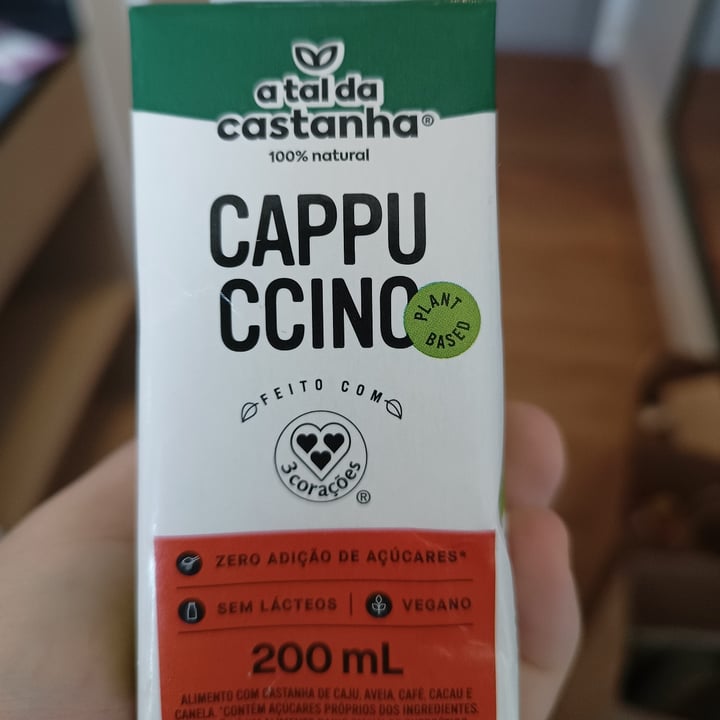 a tal da
castanha®
100% natural
CAPPU
CCINO
PLANT
BASED
FEITO COM
3 corações
®
ZERO ADIÇÃO DE AÇÚCARES*
SEM LÁCTEOS | VEGANO
200 mL
ALIMENTO COM CASTANHA DE CAJU, AVEIA, CAFÉ, CACAU E
CANELA. *CONTÉM AÇÚCARES PRÓPRIOS DOS INGREDIENTES.